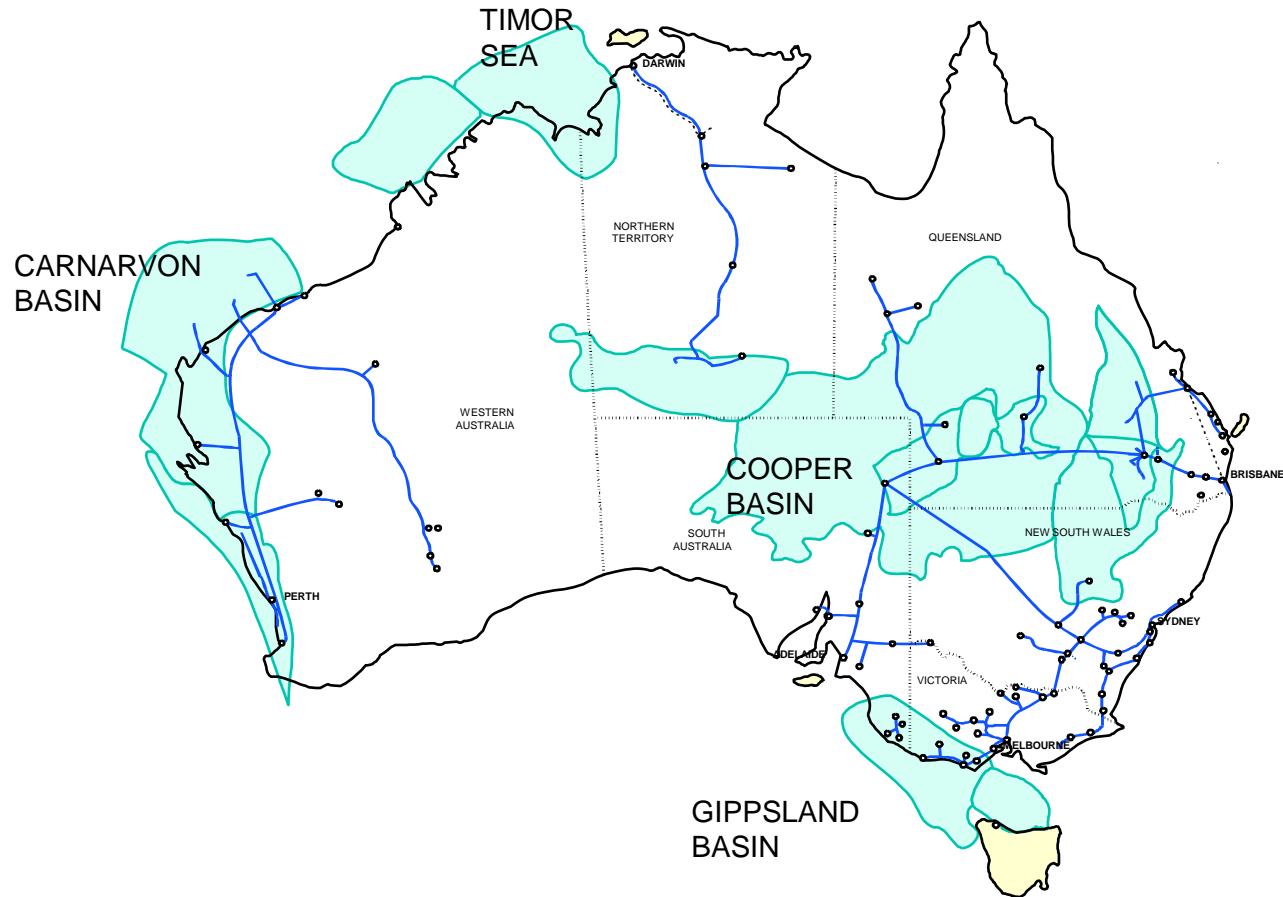 TIMOR
SEA
DARWIN
NORTHERN
TERRITORY
QUEENSLAND
CARNARVON
BASIN
WESTERN
AUSTRALIA
COOPER
BASIN
BRISBANE
SOUTH
AUSTRALIA
NEW SOUTH WALES
PERTH
SYDNEY
ADELAIDE
VICTORIA
MELBOURNE
GIPPSLAND
BASIN